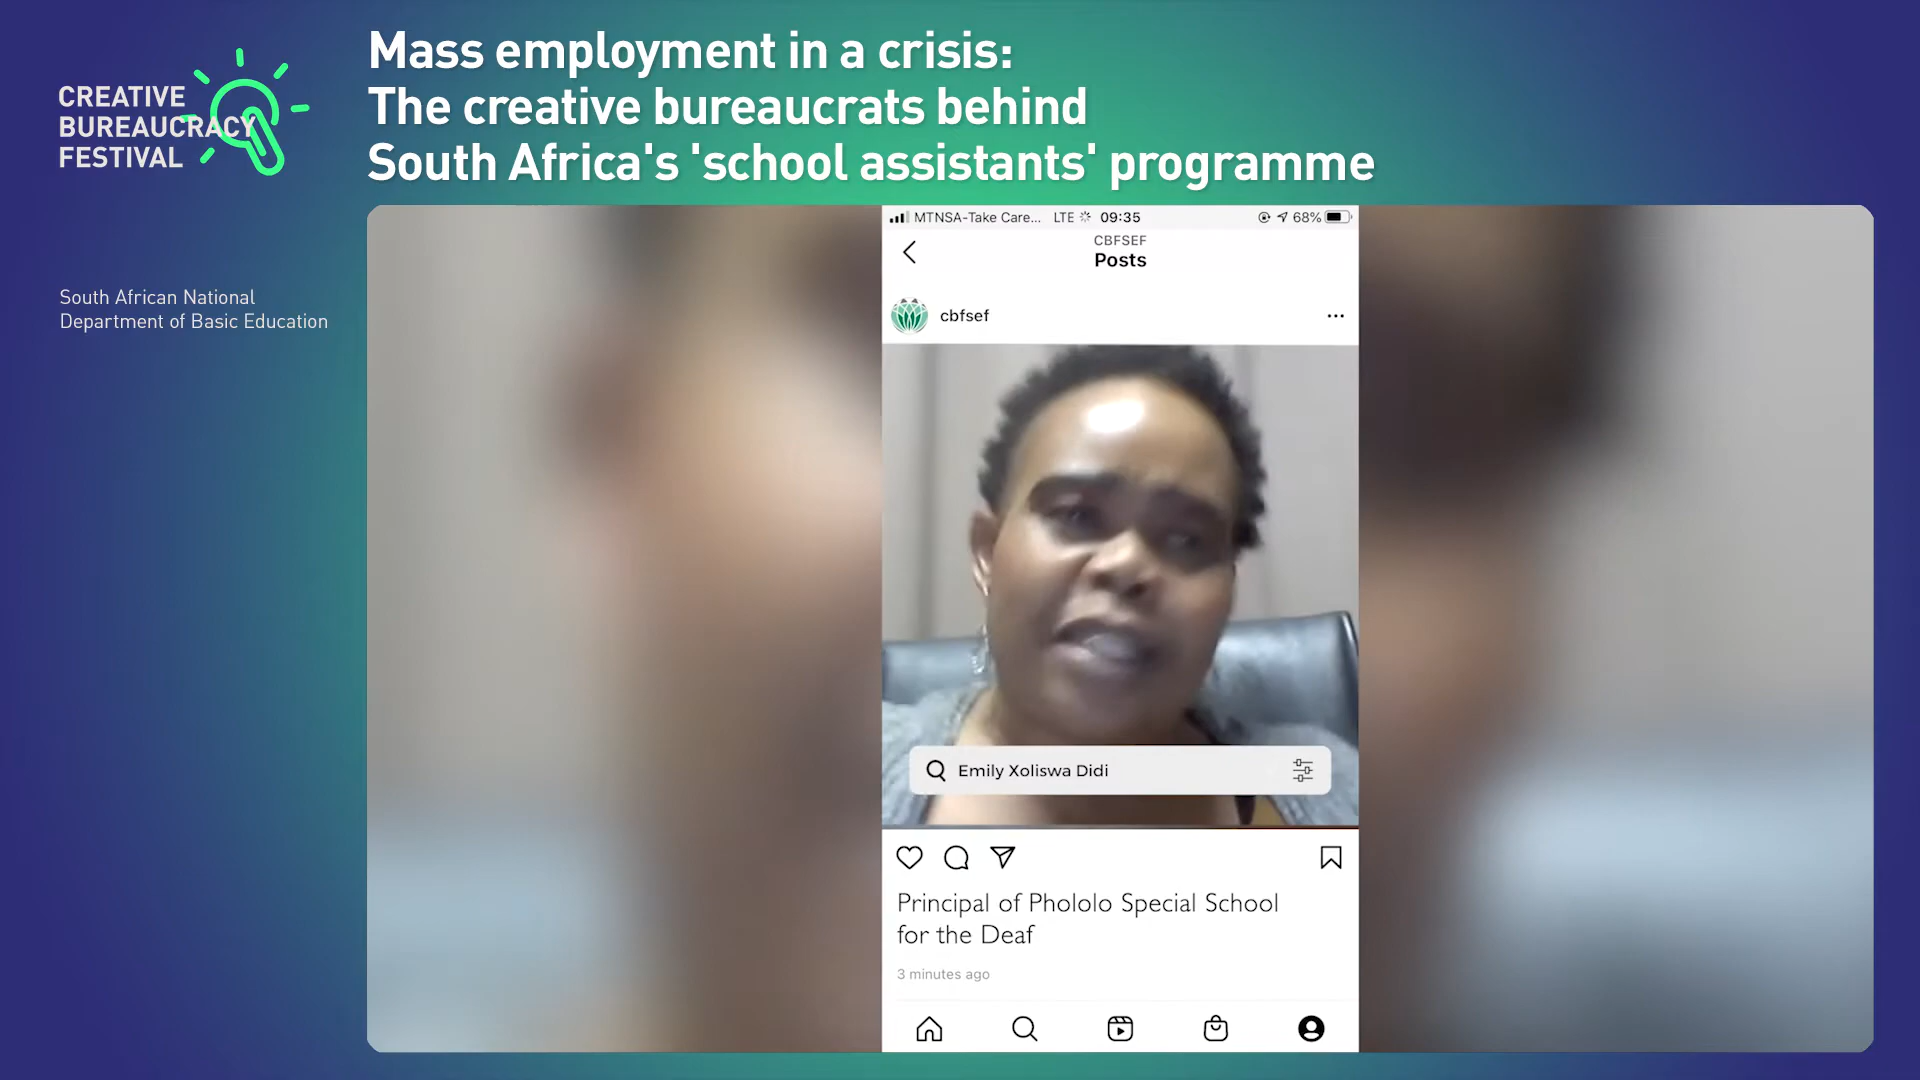 Mass employment in a crisis:
The creative bureaucrats behind
South Africa's 'school assistants' programme
CREATIVE
BUREAUCRACY
FESTIVAL
South African National
Department of Basic Education
MTNSA-Take Care... LTE 09:35 68%
CBFSEF
Posts
cbfsef
Emily Xoliswa Didi
Principal of Phololo Special School
for the Deaf
3 minutes ago